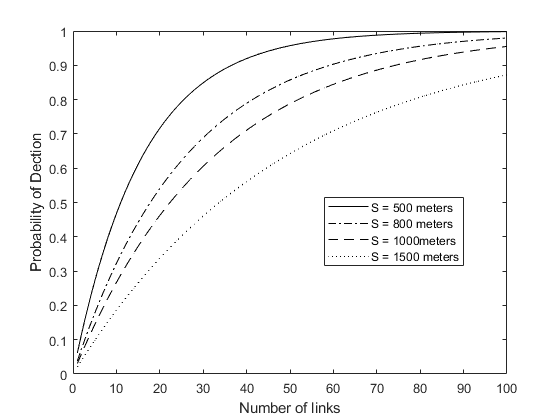 1
0.9
0.8
0.7
0.6
0.5
0.4
0.3
0.2
0.1
0
Probability of Dection
S = 500 meters
S = 800 meters
S = 1000meters
S = 1500 meters
0 10 20 30 40 50 60 70 80 90 100
Number of links